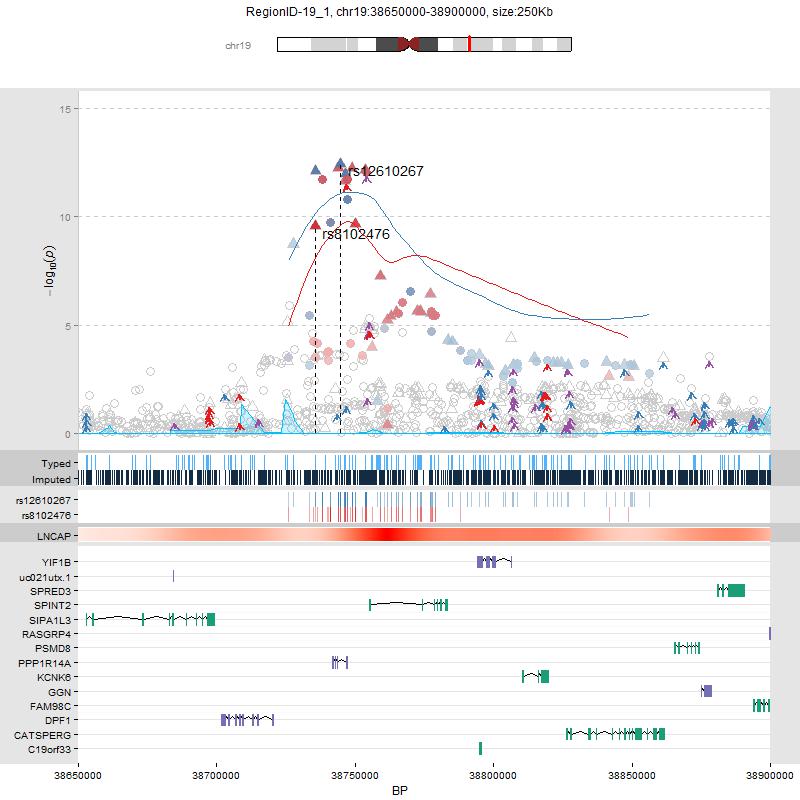 RegionID-19_1, chr19:38650000-38900000, size:250Kb
chr19
15
rs12610267
10
rs8102476
5
0
−log10(p)
Typed
Imputed
rs12610267
rs8102476
LNCAP
YIF1B
uc021utx.1
SPRED3
SPINT2
SIPA1L3
RASGRP4
PSMD8
PPP1R14A
KCNK6
GGN
FAM98C
DPF1
CATSPERG
C19orf33
38650000 38700000 38750000 38800000 38850000 38900000
BP